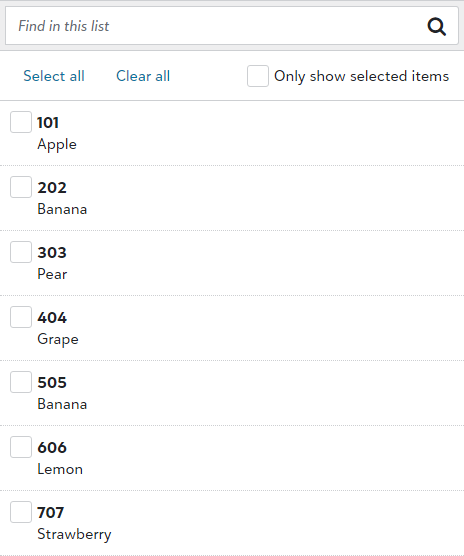 Find in this list
Select all Clear all Only show selected items
101
Apple
202
Banana
303
Pear
404
Grape
505
Banana
606
Lemon
707
Strawberry